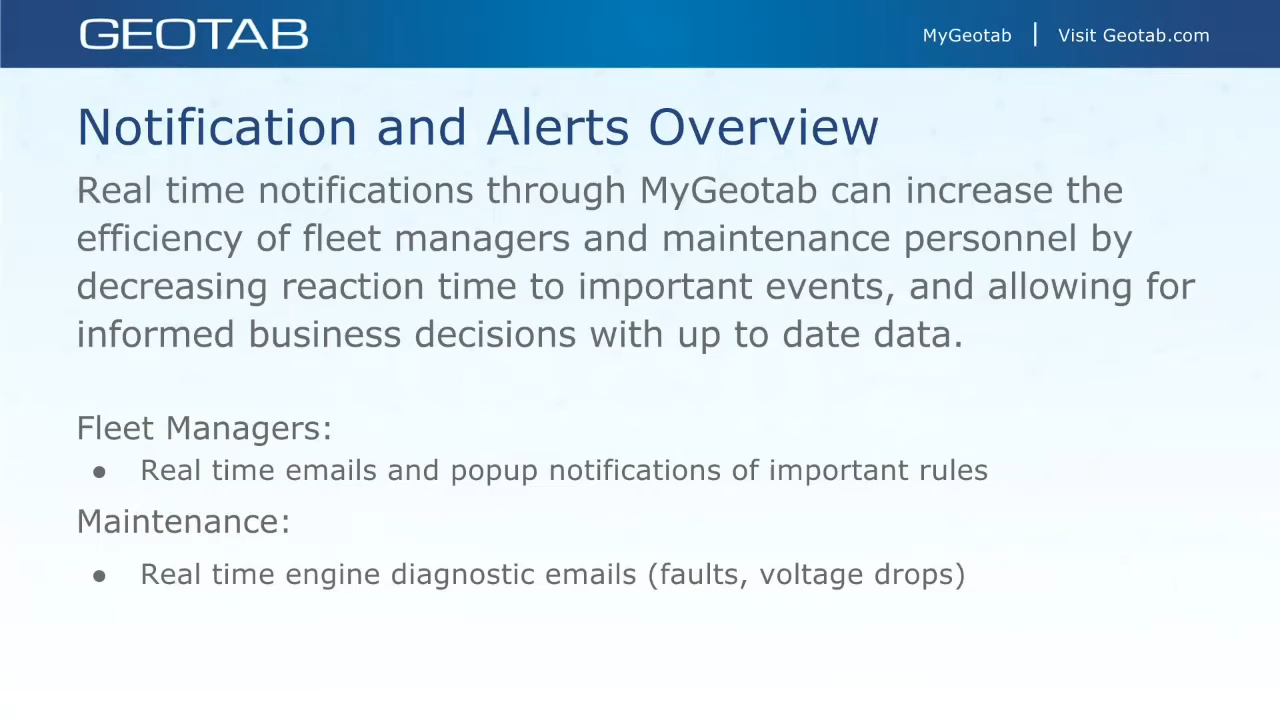 GEOTAB
MyGeotab | Visit Geotab.com
Notification and Alerts Overview
Real time notifications through MyGeotab can increase the
efficiency of fleet managers and maintenance personnel by
decreasing reaction time to important events, and allowing for
informed business decisions with up to date data.
Fleet Managers:
● Real time emails and popup notifications of important rules
Maintenance:
● Real time engine diagnostic emails (faults, voltage drops)